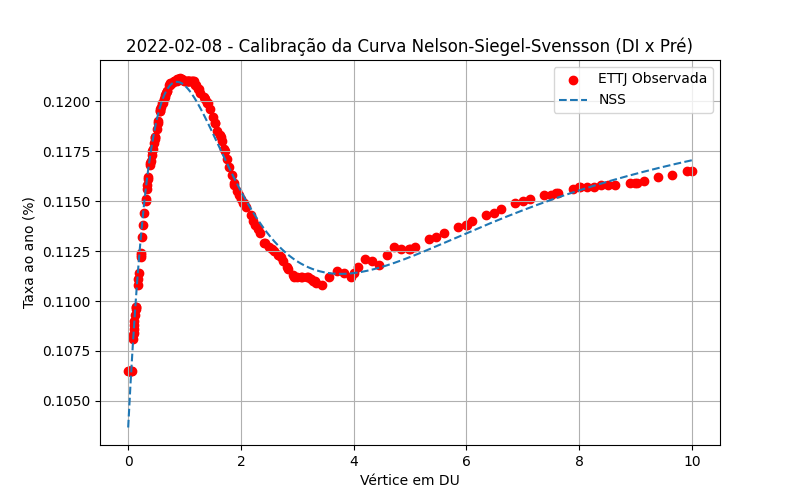 2022-02-08 - Calibração da Curva Nelson-Siegel-Svensson (DI x Pré)
ETTJ Observada
NSS
0.1200
0.1175
0.1150
0.1125
0.1100
0.1075
0.1050
Taxa ao ano (%)
0 2 4 6 8 10
Vértice em DU